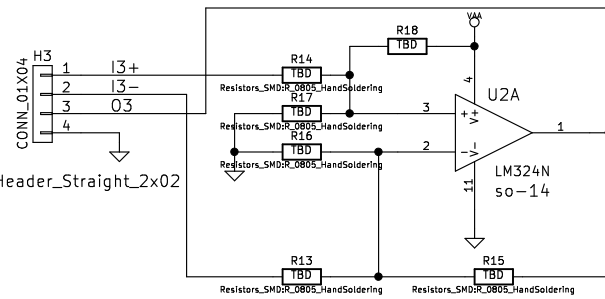 VAA
R18
TBD
H3
CONN_01X04
1 I3+
2 I3-
3 O3
4
R14
TBD
Resistors_SMD:R_0805_HandSoldering
R17
TBD
Resistors_SMD:R_0805_HandSoldering
R16
TBD
Resistors_SMD:R_0805_HandSoldering
4
U2A
3
+ V+
1
2
- V-
11
LM324N
so-14
Header_Straight_2x02
R13
TBD
Resistors_SMD:R_0805_HandSoldering
R15
TBD
Resistors_SMD:R_0805_HandSoldering